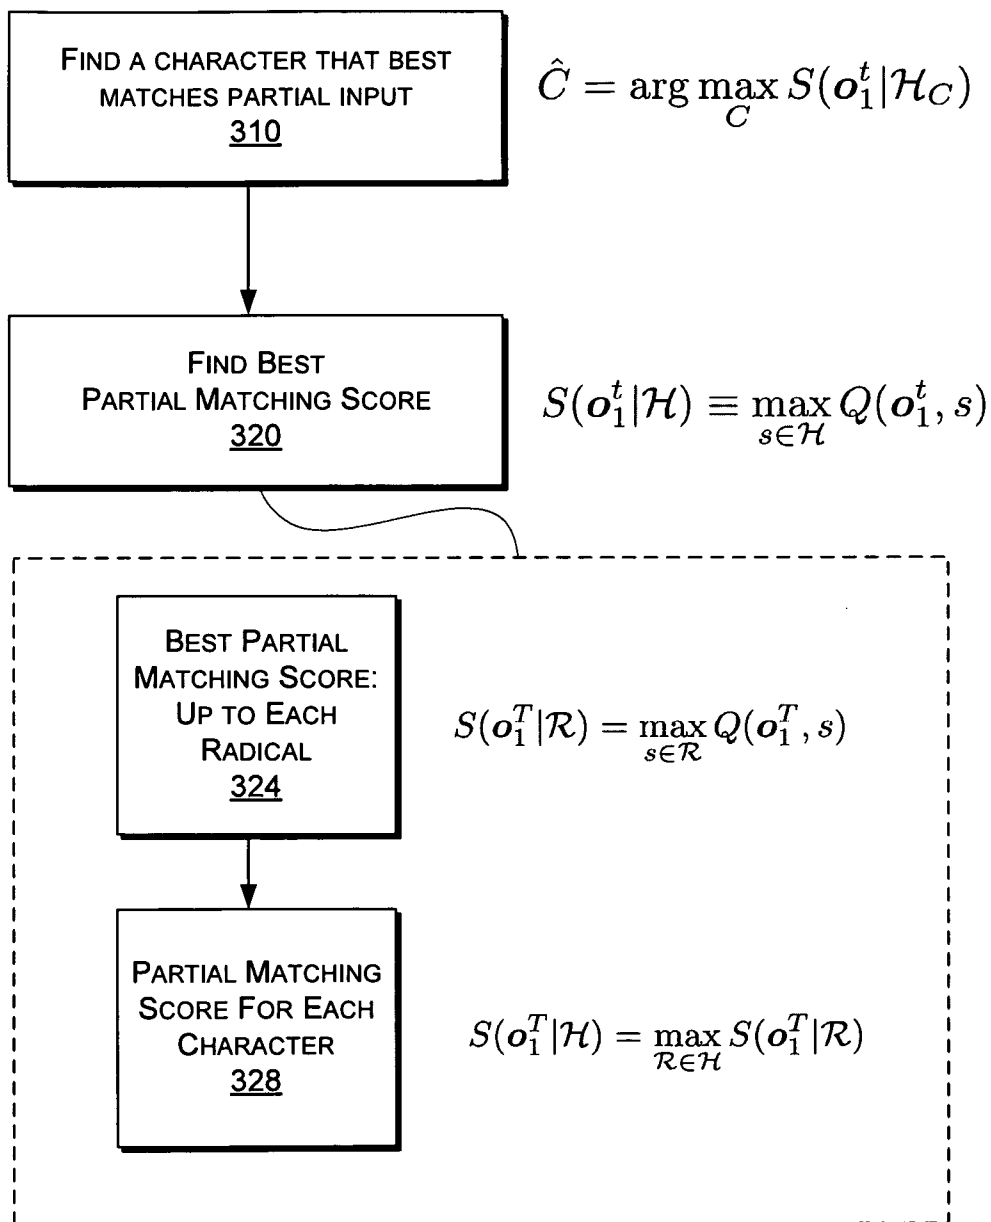 FIND A CHARACTER THAT BEST
MATCHES PARTIAL INPUT
310
Ĉ = arg max_C S(o_1^t|ℋ_C)
FIND BEST
PARTIAL MATCHING SCORE
320
S(o_1^t|ℋ) ≡ max_{s∈ℋ} Q(o_1^t, s)
BEST PARTIAL
MATCHING SCORE:
UP TO EACH
RADICAL
324
S(o_1^T|ℛ) = max_{s∈ℛ} Q(o_1^T, s)
PARTIAL MATCHING
SCORE FOR EACH
CHARACTER
328
S(o_1^T|ℋ) = max_{ℛ∈ℋ} S(o_1^T|ℛ)